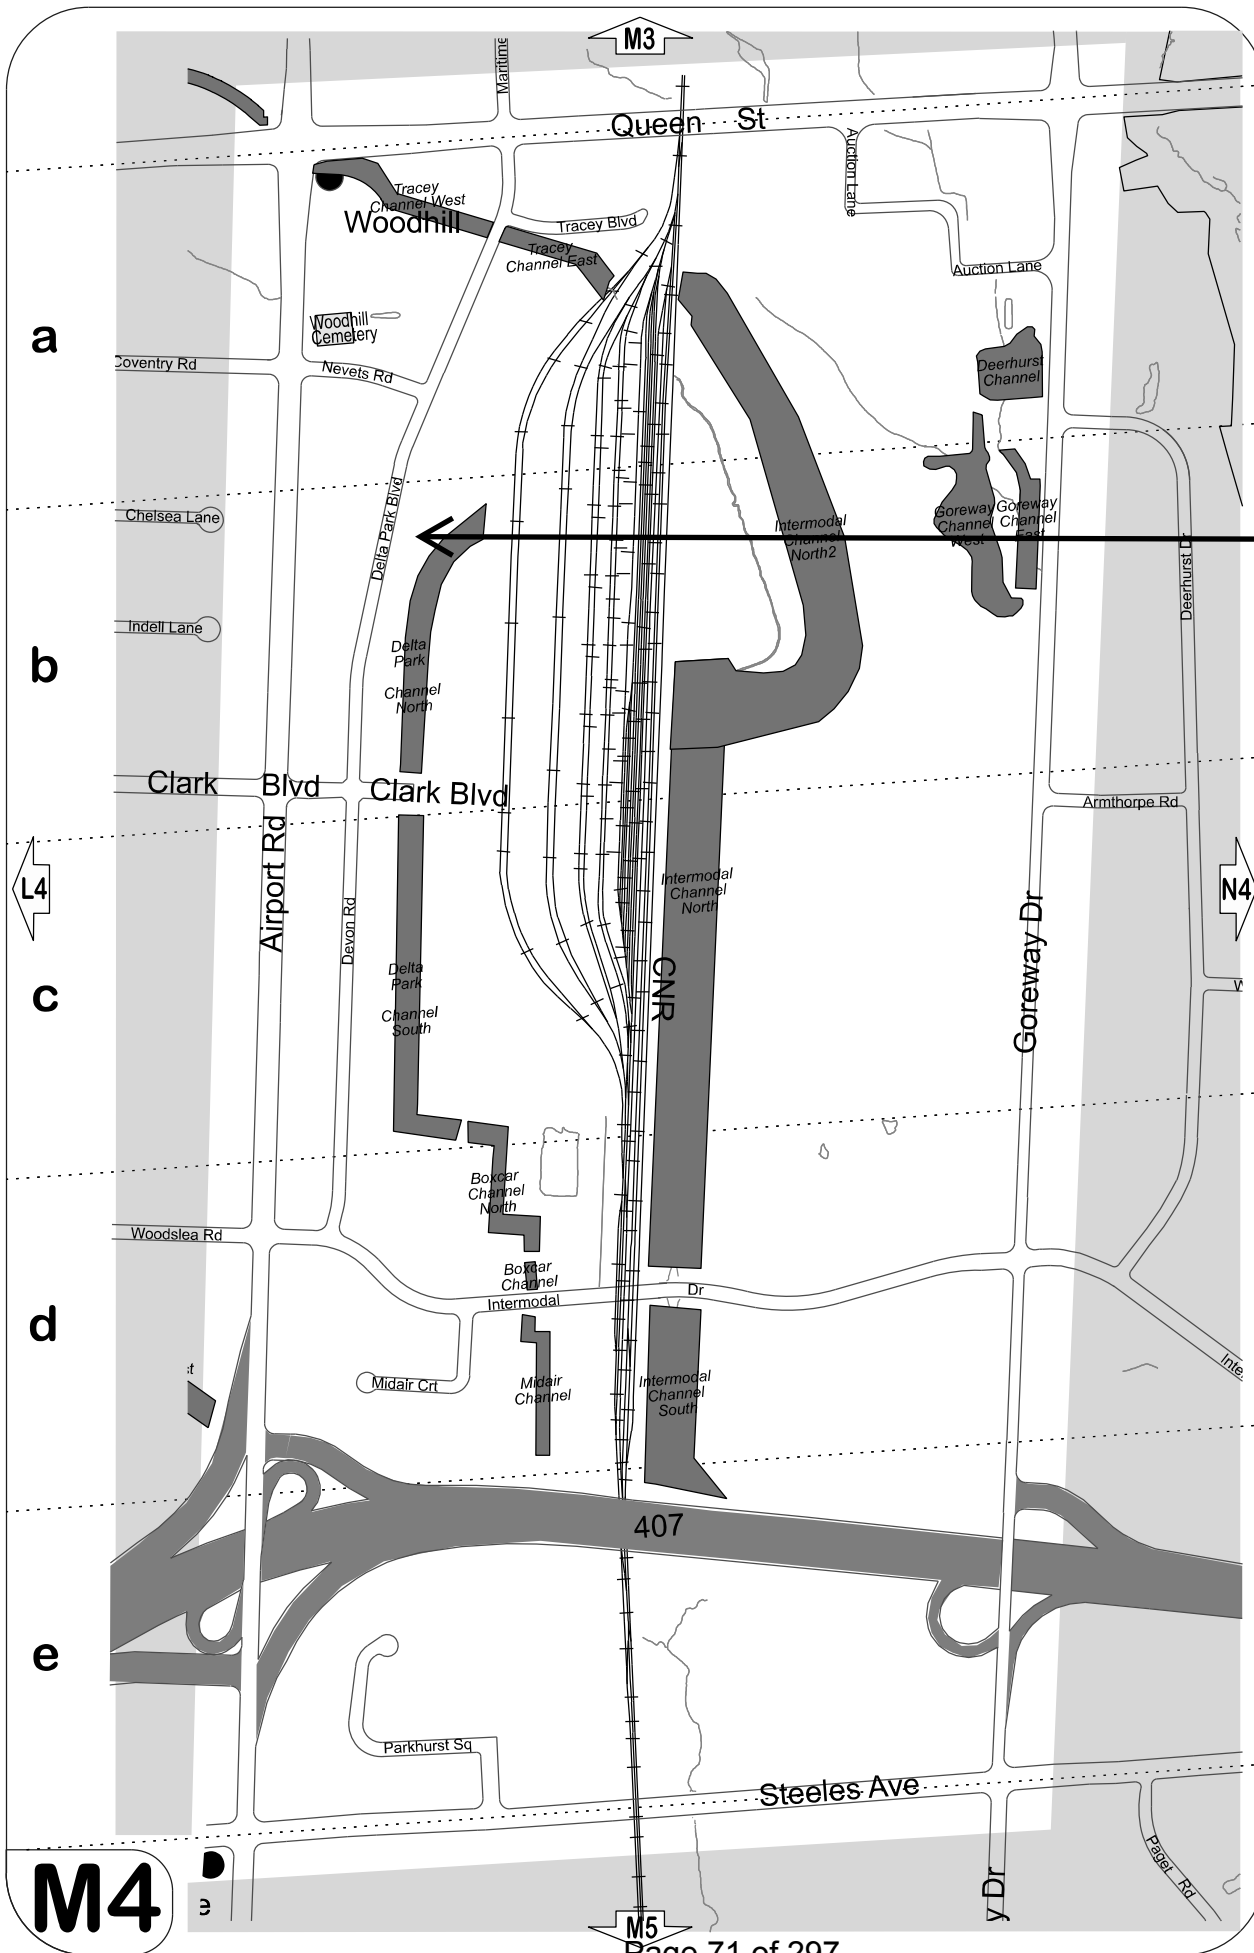 M3
Maritime
Queen St
Auction Lane
Tracey
Channel West
Woodhill
Tracey Blvd
Tracey
Channel East
Auction Lane
a
Woodhill
Cemetery
Coventry Rd
Nevets Rd
Deerhurst
Channel
Delta Park Blvd
Chelsea Lane
Goreway
Channel
West
Goreway
Channel
East
Intermodal
Channel
North2
Deerhurst Dr
Indell Lane
b
Delta
Park
Channel
North
Clark Blvd
Clark Blvd
Armthorpe Rd
Airport Rd
L4
N4
Intermodal
Channel
North
Devon Rd
Goreway Dr
c
Delta
Park
Channel
South
CNR
W
Boxcar
Channel
North
Woodslea Rd
Boxcar
Channel
Intermodal Dr
d
Inte
st
Midair Crt
Midair
Channel
Intermodal
Channel
South
407
e
Parkhurst Sq
Steeles Ave
Paget Rd
M4
e
y Dr
M5
Page 71 of 297